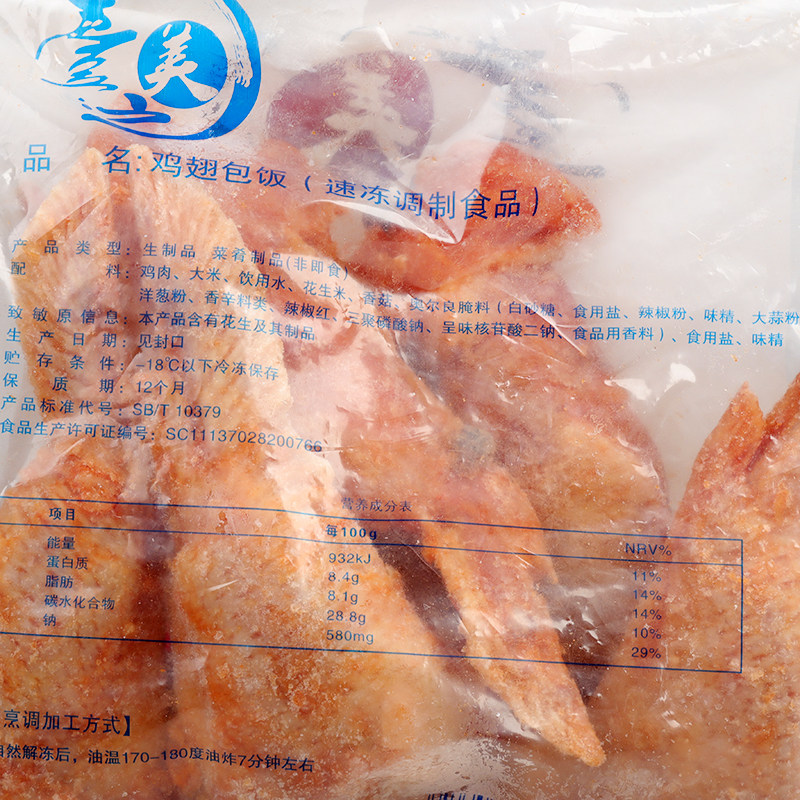 美
品 名:鸡翅包饭(速冻调制食品)
产品类型:生制品 菜肴制品(非即食)
配 料:鸡肉、大米、饮用水、花生米、香菇、奥尔良腌料(白砂糖、食用盐、辣椒粉、味精、大蒜粉
洋葱粉、香辛料类、辣椒红、三聚磷酸钠、呈味核苷酸二钠、食品用香料)、食用盐、味精
致敏原信息:本产品含有花生及其制品
生产日期:见封口
贮存条件:-18℃以下冷冻保存
保 质 期:12个月
产品标准代号:SB/T 10379
食品生产许可证编号:SC11137028200766
营养成分表
项目 每100g NRV%
能量 932kJ 11%
蛋白质 8.4g 14%
脂肪 8.1g 14%
碳水化合物 28.8g 10%
钠 580mg 29%
烹调加工方式】
自然解冻后，油温170-180度油炸7分钟左右